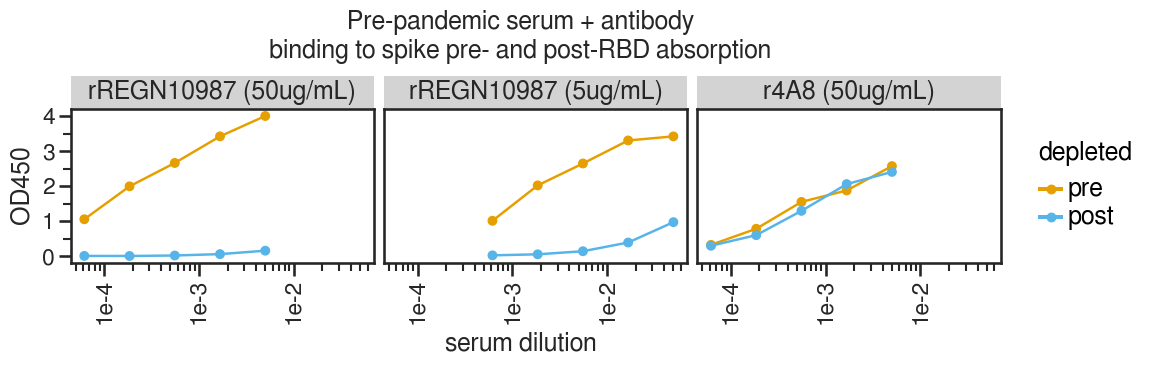 Pre-pandemic serum + antibody
binding to spike pre- and post-RBD absorption
rREGN10987 (50ug/mL)
rREGN10987 (5ug/mL)
r4A8 (50ug/mL)
OD450
4
3
2
1
0
1e-4
1e-3
1e-2
1e-4
1e-3
1e-2
1e-4
1e-3
1e-2
serum dilution
depleted
pre
post